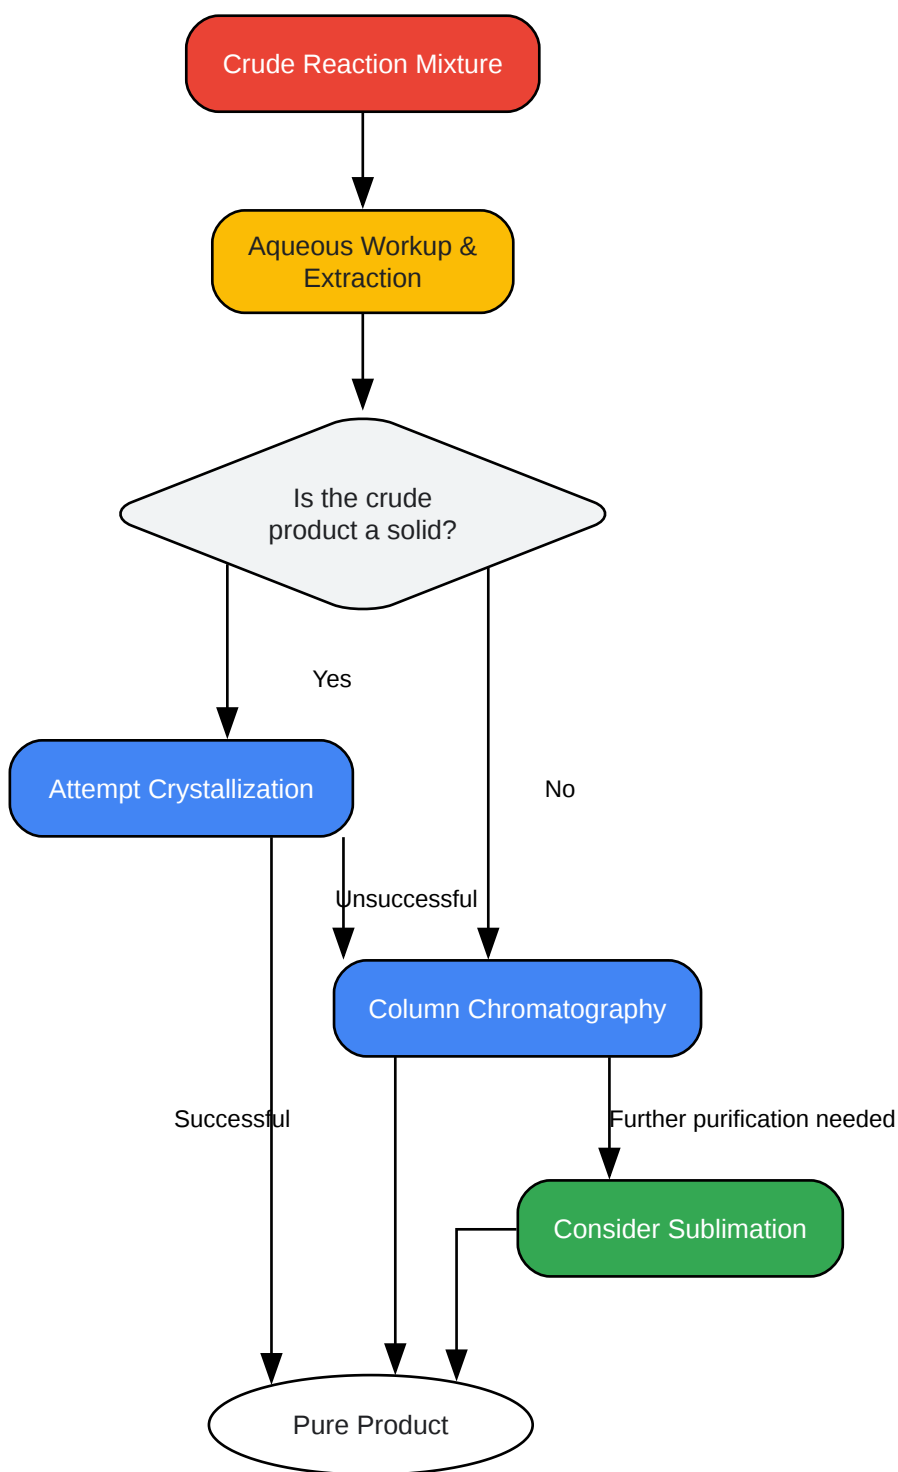 Crude Reaction Mixture
Aqueous Workup &
Extraction
Is the crude
product a solid?
Yes
Attempt Crystallization
No
Unsuccessful
Column Chromatography
Successful
Further purification needed
Consider Sublimation
Pure Product